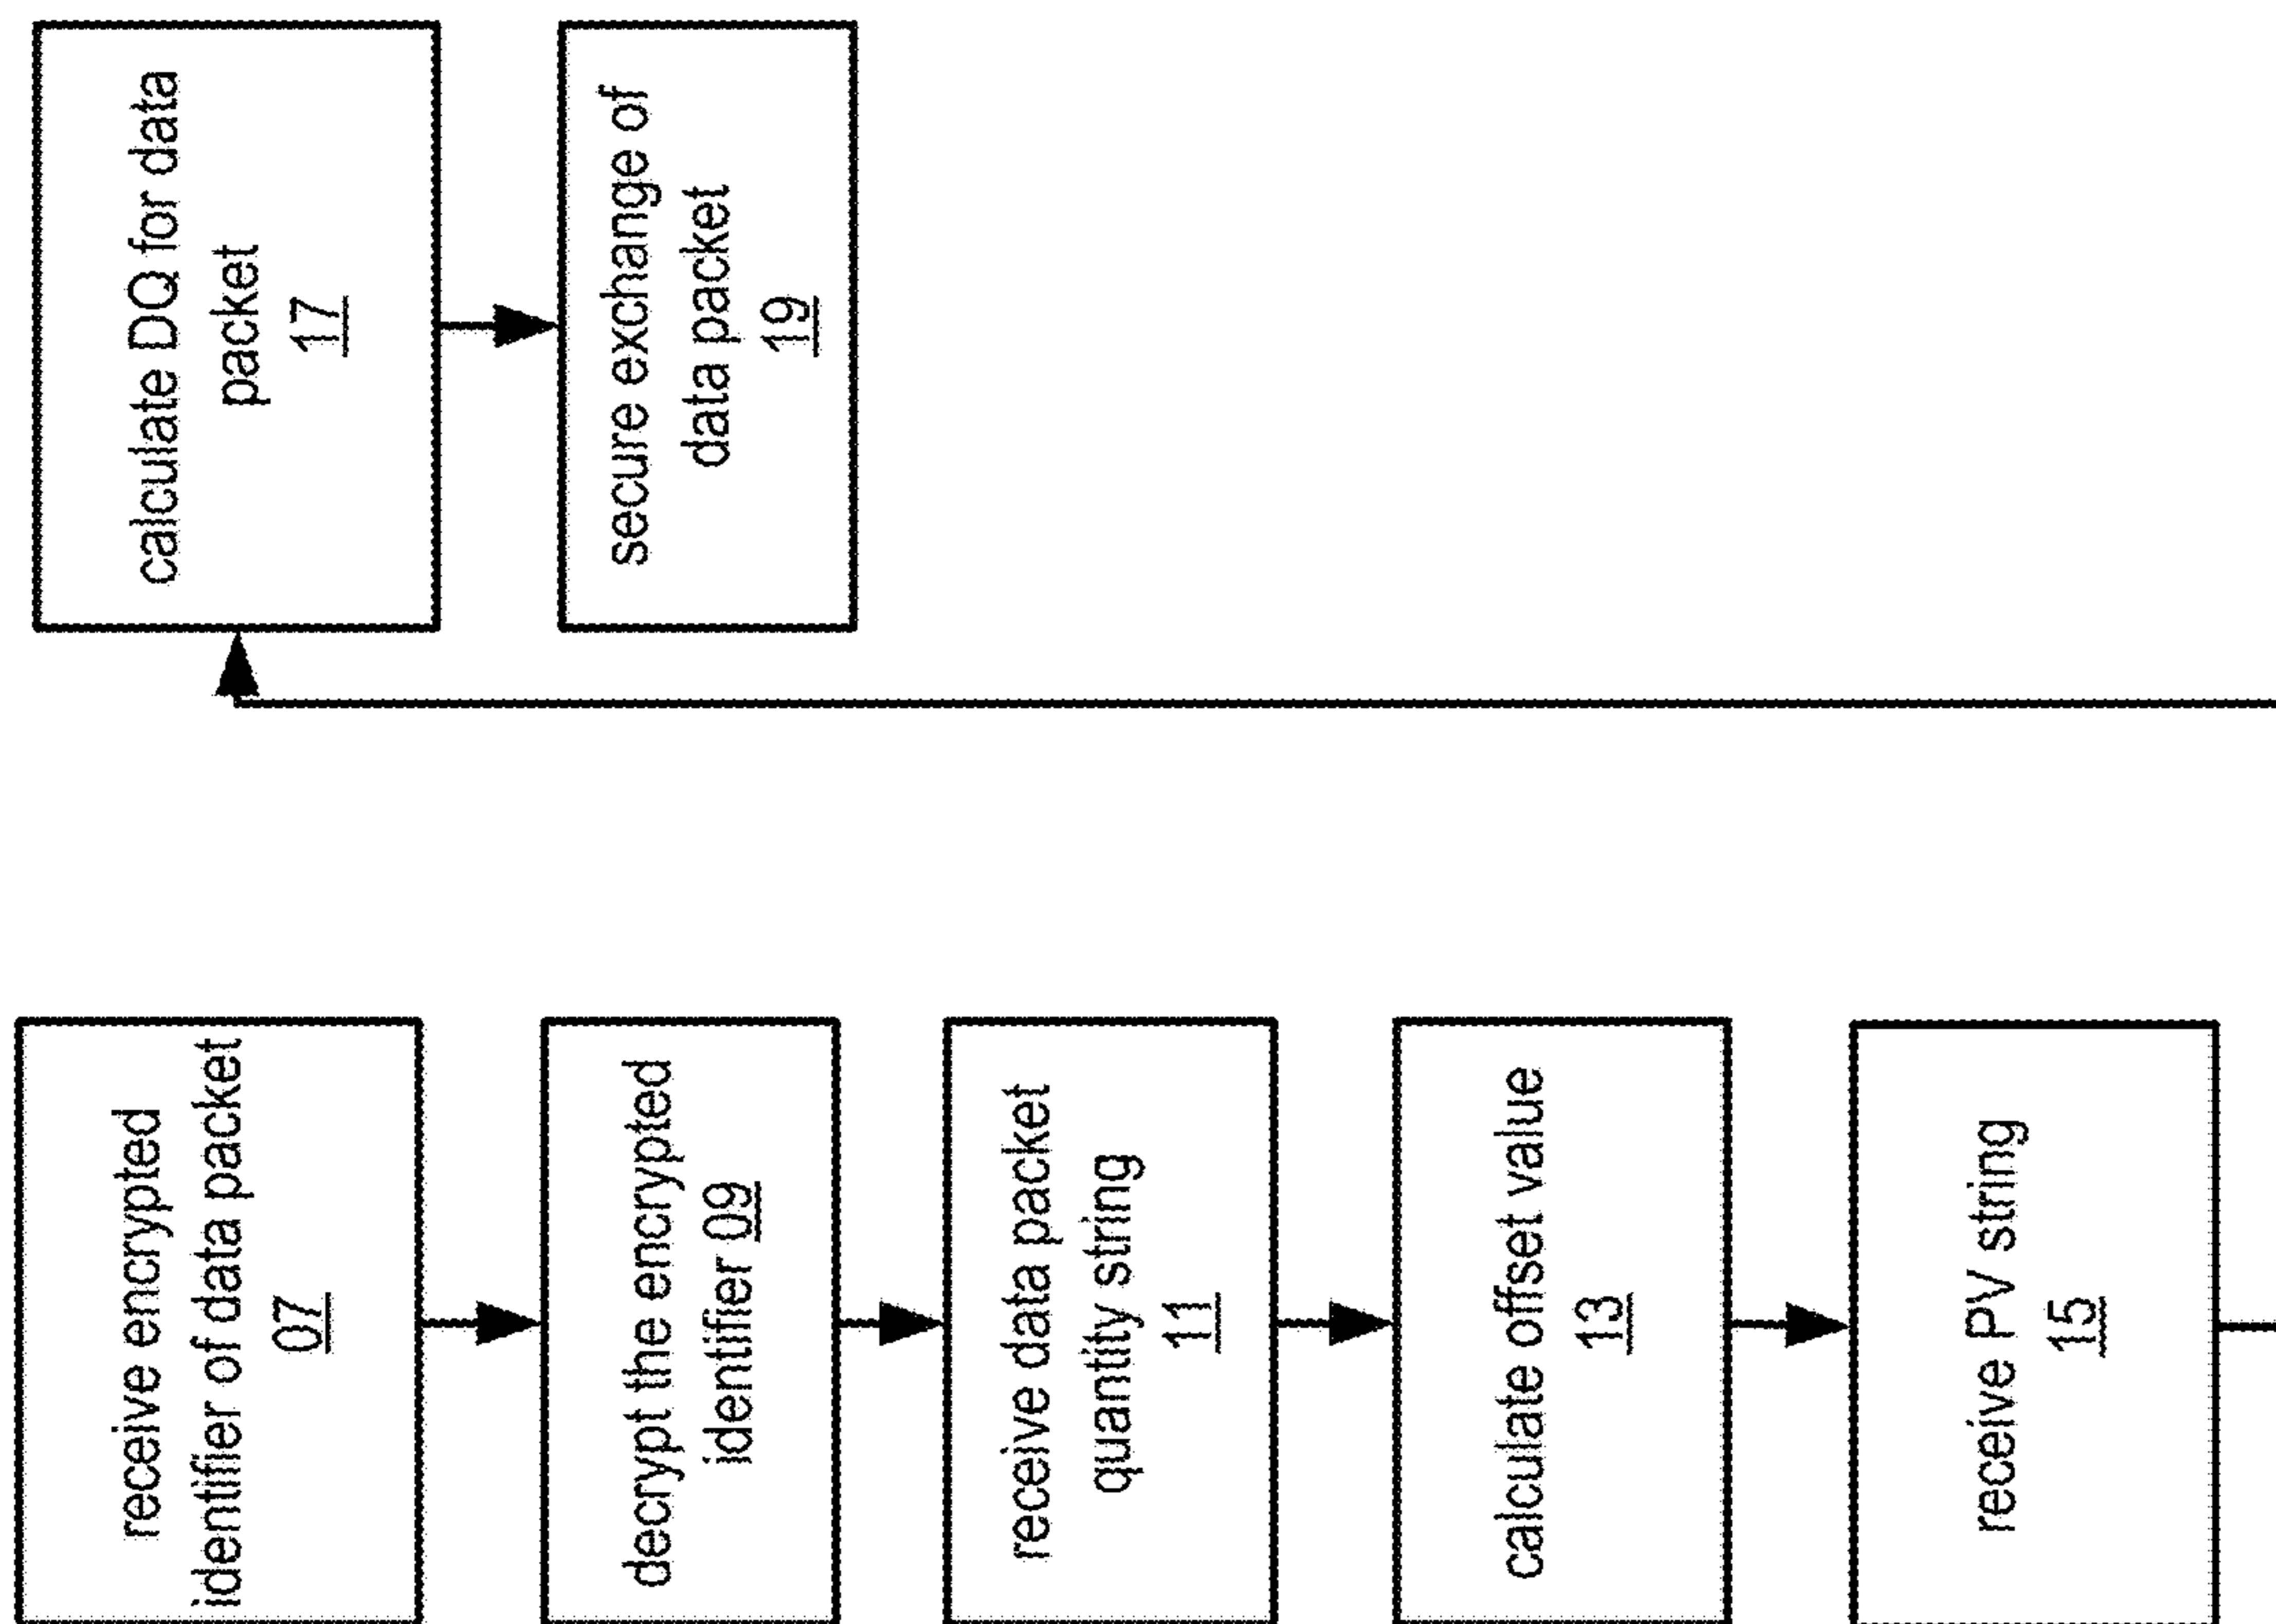 receive encrypted
identifier of data packet
07
decrypt the encrypted
identifier 09
receive data packet
quantity string
11
calculate offset value
13
receive PV string
15
calculate DQ for data
packet
17
secure exchange of
data packet
19